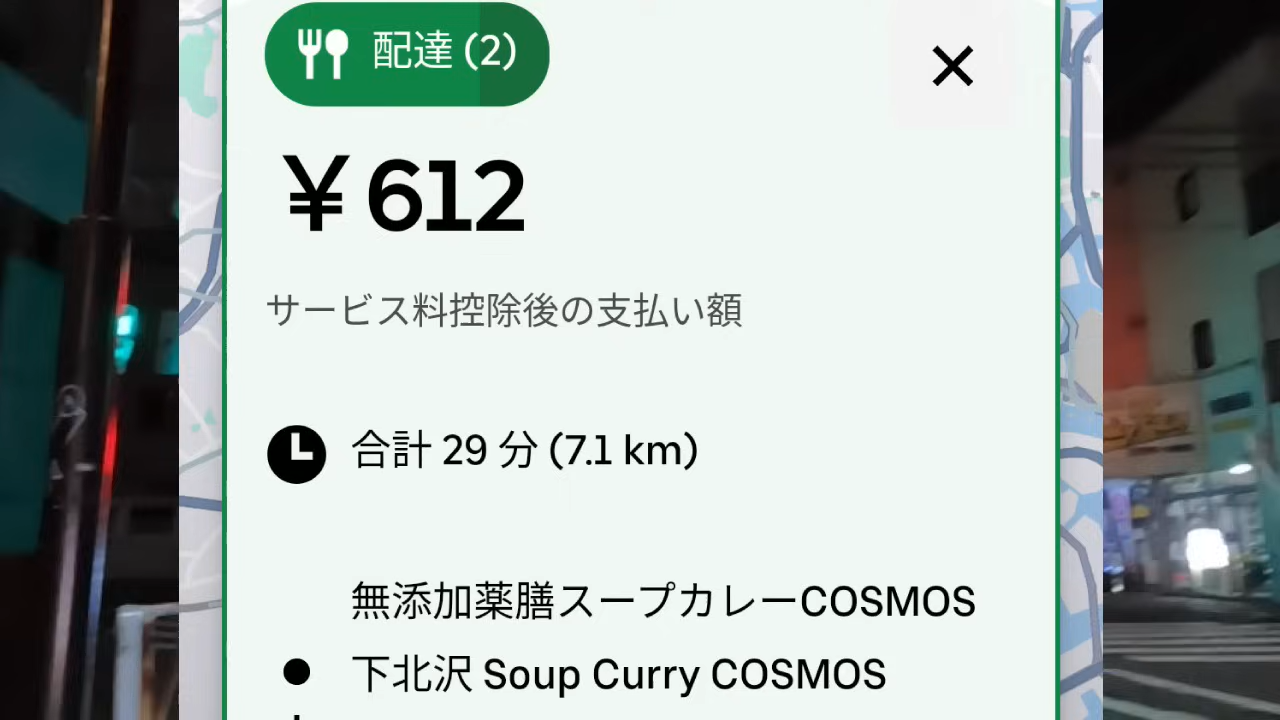 配達 (2)
￥612
サービス料控除後の支払い額
合計 29 分 (7.1 km)
無添加薬膳スープカレーCOSMOS
下北沢 Soup Curry COSMOS